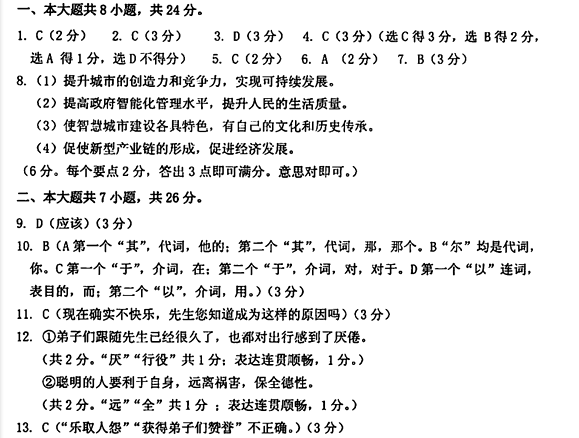 一、本大题共8小题，共24分。
1. C（2分） 2. C（3分） 3. D（3分） 4. C（3分）（选C得3分，选 B得2分，
选A 得1分，选D不得分） 5. C（2分） 6. A （2分） 7. B（3分）
8.（1）提升城市的创造力和竞争力，实现可持续发展。
（2）提高政府智能化管理水平，提升人民的生活质量。
（3）使智慧城市建设各具特色，有自己的文化和历史传承。
（4）促使新型产业链的形成，促进经济发展。
（6分。每个要点2分，答出3点即可满分。意思对即可。）
二、本大题共7小题，共26分。
9. D（应该）（3分）
10. B（A第一个“其”，代词，他的；第二个“其”，代词，那，那个。B“尔”均是代词，
你。C第一个“于”，介词，在；第二个“于”，介词，对，对于。D第一个“以”连词，
表目的，而；第二个“以”，介词，用。）（3分）
11. C（现在确实不快乐，先生您知道成为这样的原因吗）（3分）
12. ①弟子们跟随先生已经很久了，也都对出行感到了厌倦。
（共2分。“厌”“行役”共1分；表达连贯顺畅，1分。）
②聪明的人要利于自身，远离祸害，保全德性。
（共2分。“远”“全”共1分 ；表达连贯顺畅，1分。）
13. C（“乐取人怨”“获得弟子们赞誉”不正确。）（3分）